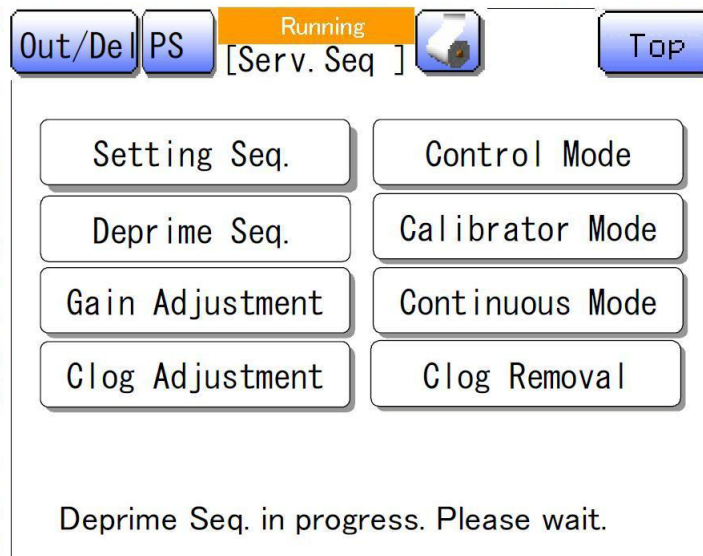 Out/Del PS Running Top
[Serv. Seq ]
Setting Seq. Control Mode
Deprime Seq. Calibrator Mode
Gain Adjustment Continuous Mode
Clog Adjustment Clog Removal
Deprime Seq. in progress. Please wait.